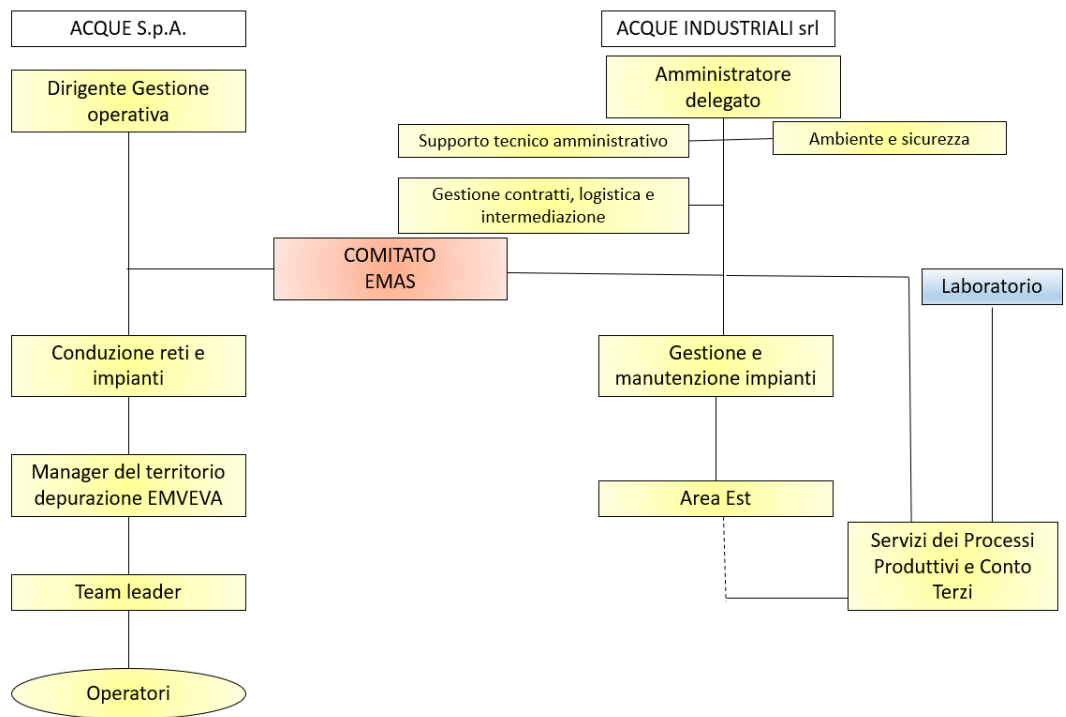 ACQUE S.p.A.
ACQUE INDUSTRIALI srl
Dirigente Gestione
operativa
Amministratore
delegato
Supporto tecnico amministrativo
Ambiente e sicurezza
Gestione contratti, logistica e
intermediazione
COMITATO
EMAS
Laboratorio
Conduzione reti e
impianti
Gestione e
manutenzione impianti
Manager del territorio
depurazione EMVEVA
Area Est
Servizi dei Processi
Produttivi e Conto
Terzi
Team leader
Operatori